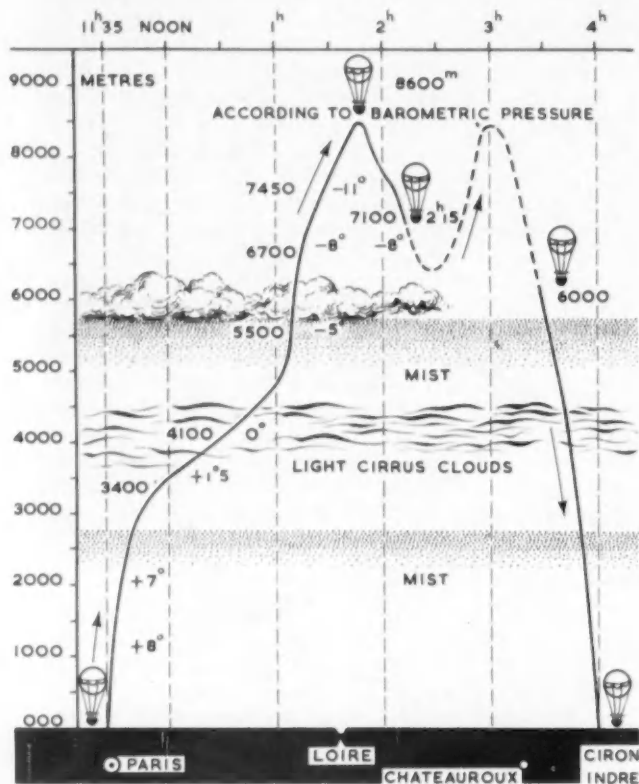 11 35 NOON 1h 2h 3h 4h
9000 METRES 8600m
ACCORDING TO BAROMETRIC PRESSURE
8000
7450 -11°
7000 7100 2h15
6700 -8° -8°
6000 6000
5500 -5°
5000 MIST
4000 4100 0°
LIGHT CIRRUS CLOUDS
3400 +1°5
3000
MIST
2000 +7°
1000 +8°
000
PARIS LOIRE CIRON
CHATEAUROUX INDRE